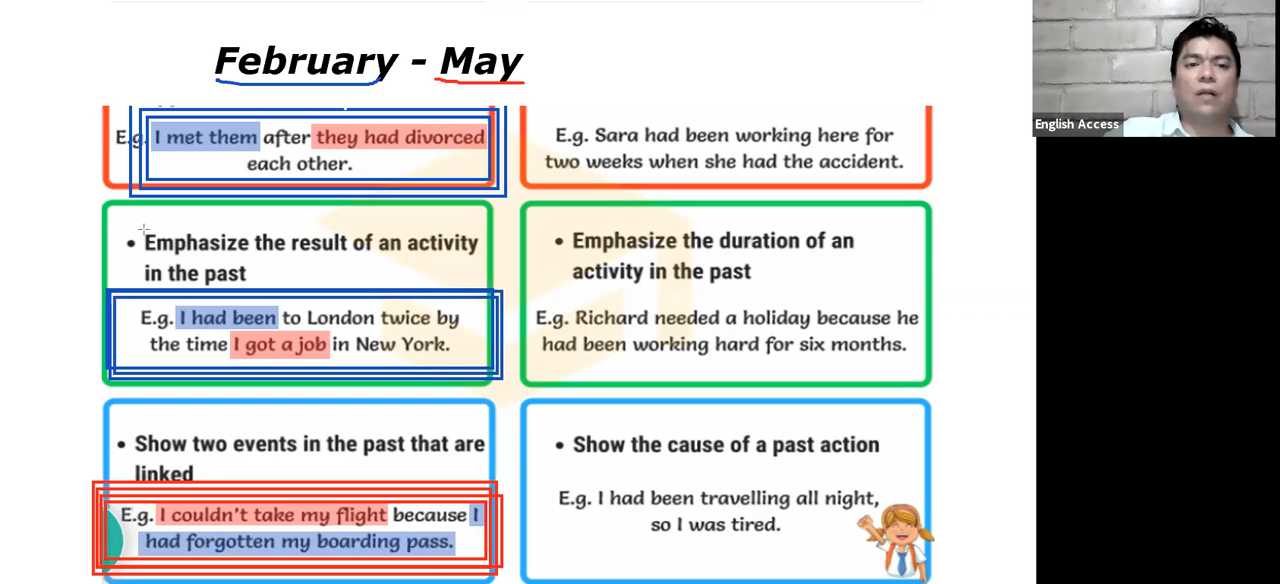 February - May
E.g. I met them after they had divorced
each other.
E.g. Sara had been working here for
two weeks when she had the accident.
• Emphasize the result of an activity
in the past
E.g. I had been to London twice by
the time I got a job in New York.
• Emphasize the duration of an
activity in the past
E.g. Richard needed a holiday because he
had been working hard for six months.
• Show two events in the past that are
linked
E.g. I couldn't take my flight because I
had forgotten my boarding pass.
• Show the cause of a past action
E.g. I had been travelling all night,
so I was tired.
English Access